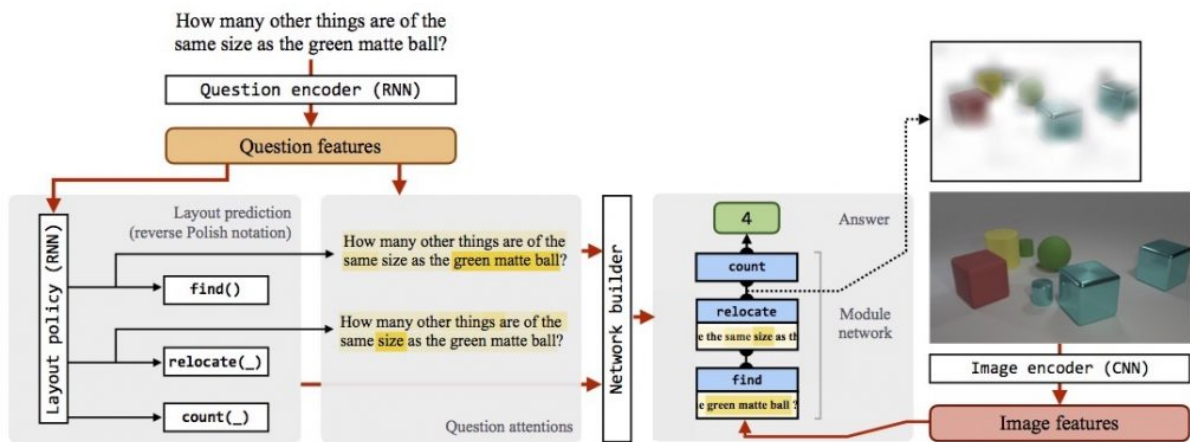 How many other things are of the
same size as the green matte ball?
Question encoder (RNN)
Question features
Layout policy (RNN)
Layout prediction
(reverse Polish notation)
find()
relocate(_)
count(_)
How many other things are of the
same size as the green matte ball?
How many other things are of the
same size as the green matte ball?
Question attentions
Network builder
4
Answer
count
relocate
e the same size as th
find
e green matte ball ?
Module
network
Image encoder (CNN)
Image features